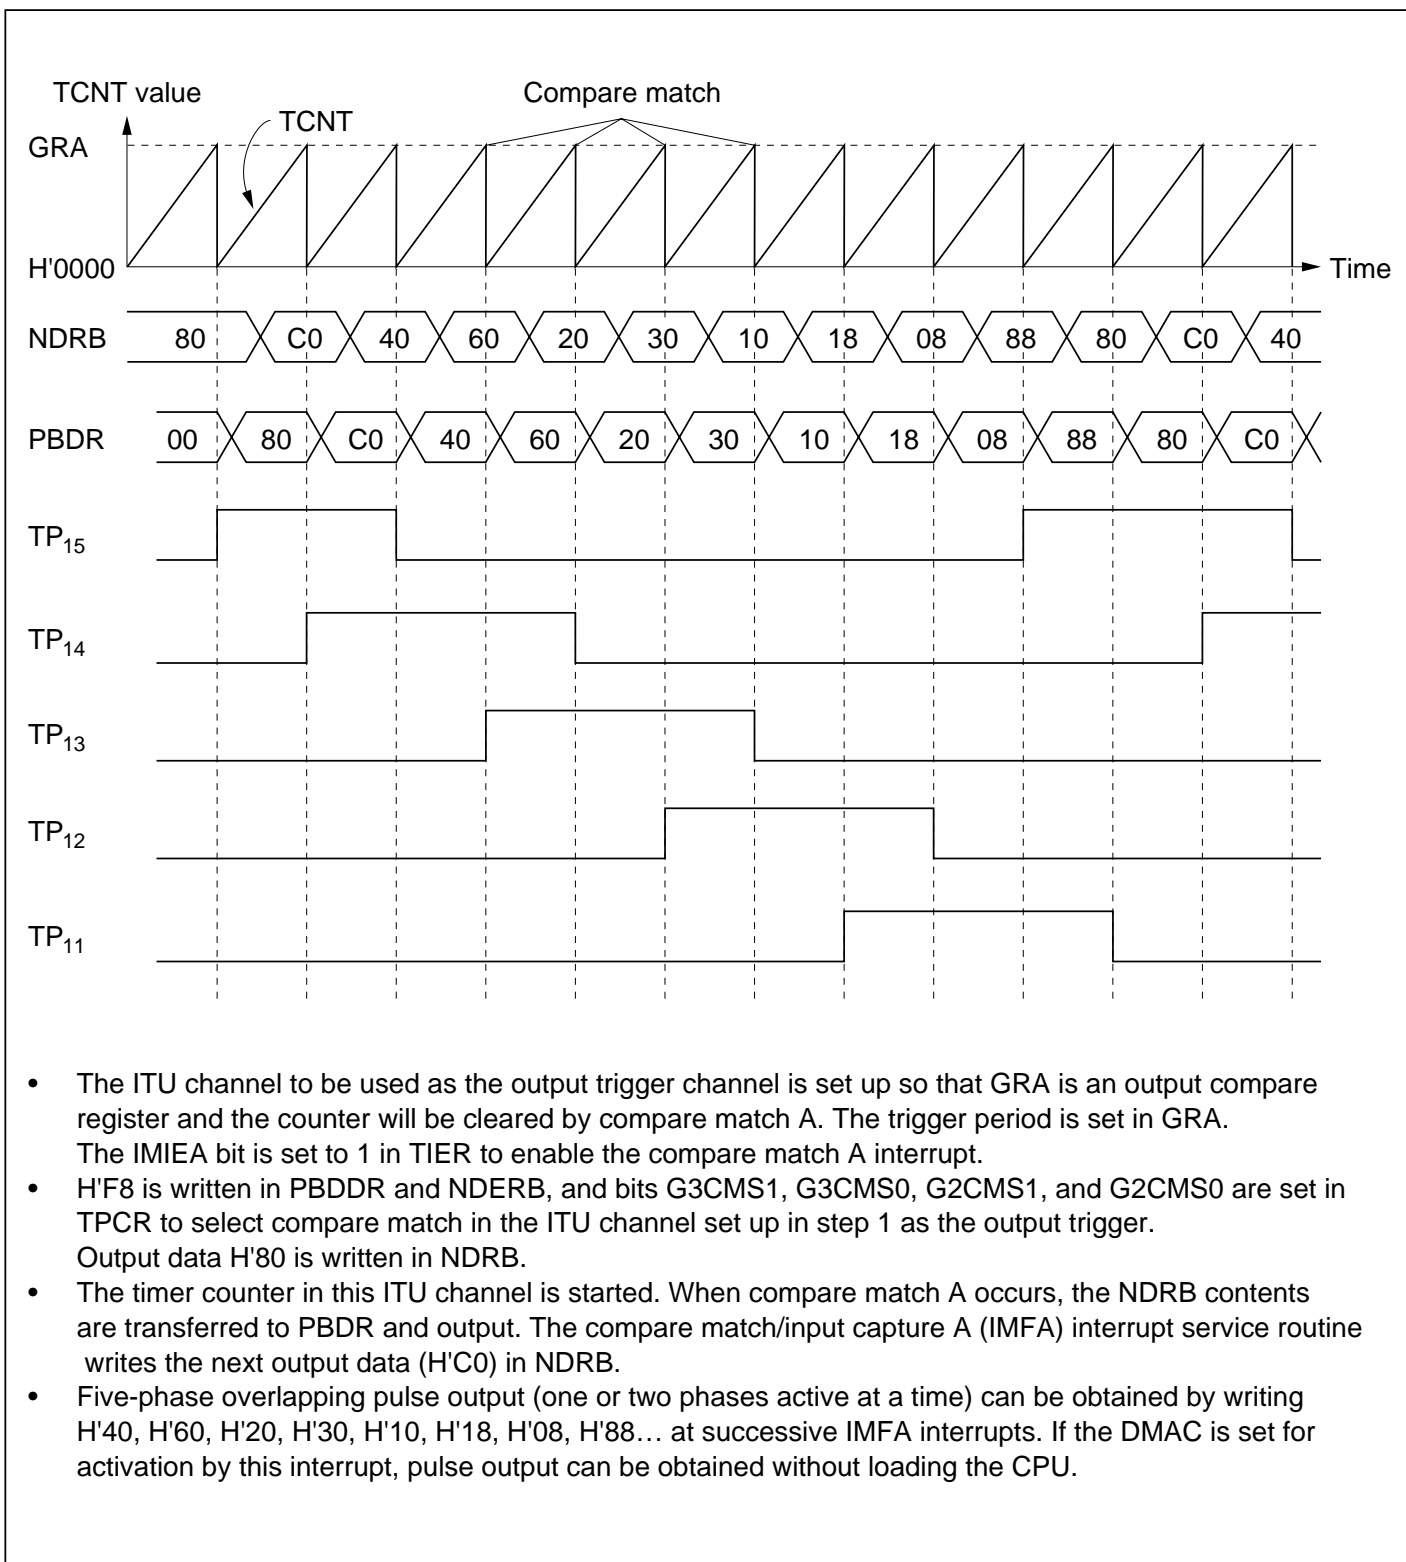 TCNT value
Compare match
TCNT
GRA
H'0000
Time
NDRB 80 C0 40 60 20 30 10 18 08 88 80 C0 40
PBDR 00 80 C0 40 60 20 30 10 18 08 88 80 C0
TP15
TP14
TP13
TP12
TP11
• The ITU channel to be used as the output trigger channel is set up so that GRA is an output compare
register and the counter will be cleared by compare match A. The trigger period is set in GRA.
The IMIEA bit is set to 1 in TIER to enable the compare match A interrupt.
• H'F8 is written in PBDDR and NDERB, and bits G3CMS1, G3CMS0, G2CMS1, and G2CMS0 are set in
TPCR to select compare match in the ITU channel set up in step 1 as the output trigger.
Output data H'80 is written in NDRB.
• The timer counter in this ITU channel is started. When compare match A occurs, the NDRB contents
are transferred to PBDR and output. The compare match/input capture A (IMFA) interrupt service routine
writes the next output data (H'C0) in NDRB.
• Five-phase overlapping pulse output (one or two phases active at a time) can be obtained by writing
H'40, H'60, H'20, H'30, H'10, H'18, H'08, H'88… at successive IMFA interrupts. If the DMAC is set for
activation by this interrupt, pulse output can be obtained without loading the CPU.